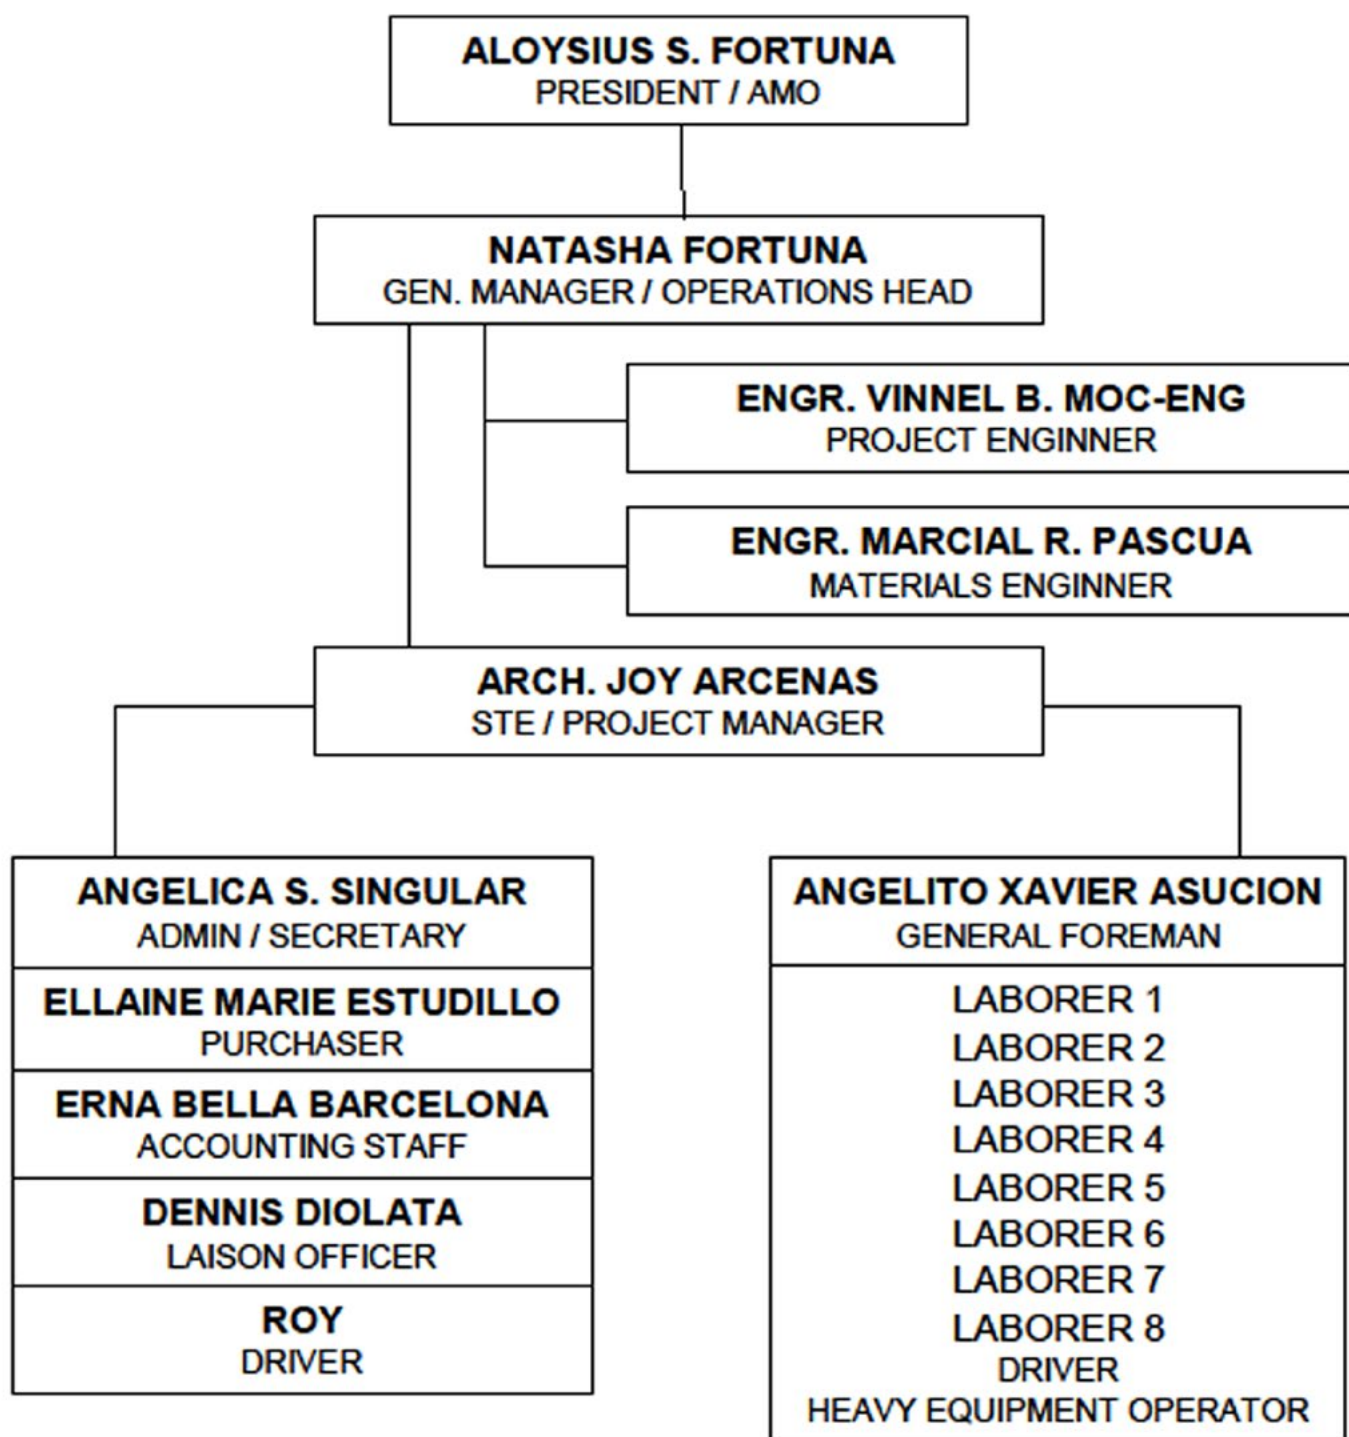 ALOYSIUS S. FORTUNA
PRESIDENT / AMO
NATASHA FORTUNA
GEN. MANAGER / OPERATIONS HEAD
ENGR. VINNEL B. MOC-ENG
PROJECT ENGINNER
ENGR. MARCIAL R. PASCUA
MATERIALS ENGINNER
ARCH. JOY ARCENAS
STE / PROJECT MANAGER
ANGELICA S. SINGULAR
ADMIN / SECRETARY
ELLAINE MARIE ESTUDILLO
PURCHASER
ERNA BELLA BARCELONA
ACCOUNTING STAFF
DENNIS DIOLATA
LAISON OFFICER
ROY
DRIVER
ANGELITO XAVIER ASUCION
GENERAL FOREMAN
LABORER 1
LABORER 2
LABORER 3
LABORER 4
LABORER 5
LABORER 6
LABORER 7
LABORER 8
DRIVER
HEAVY EQUIPMENT OPERATOR